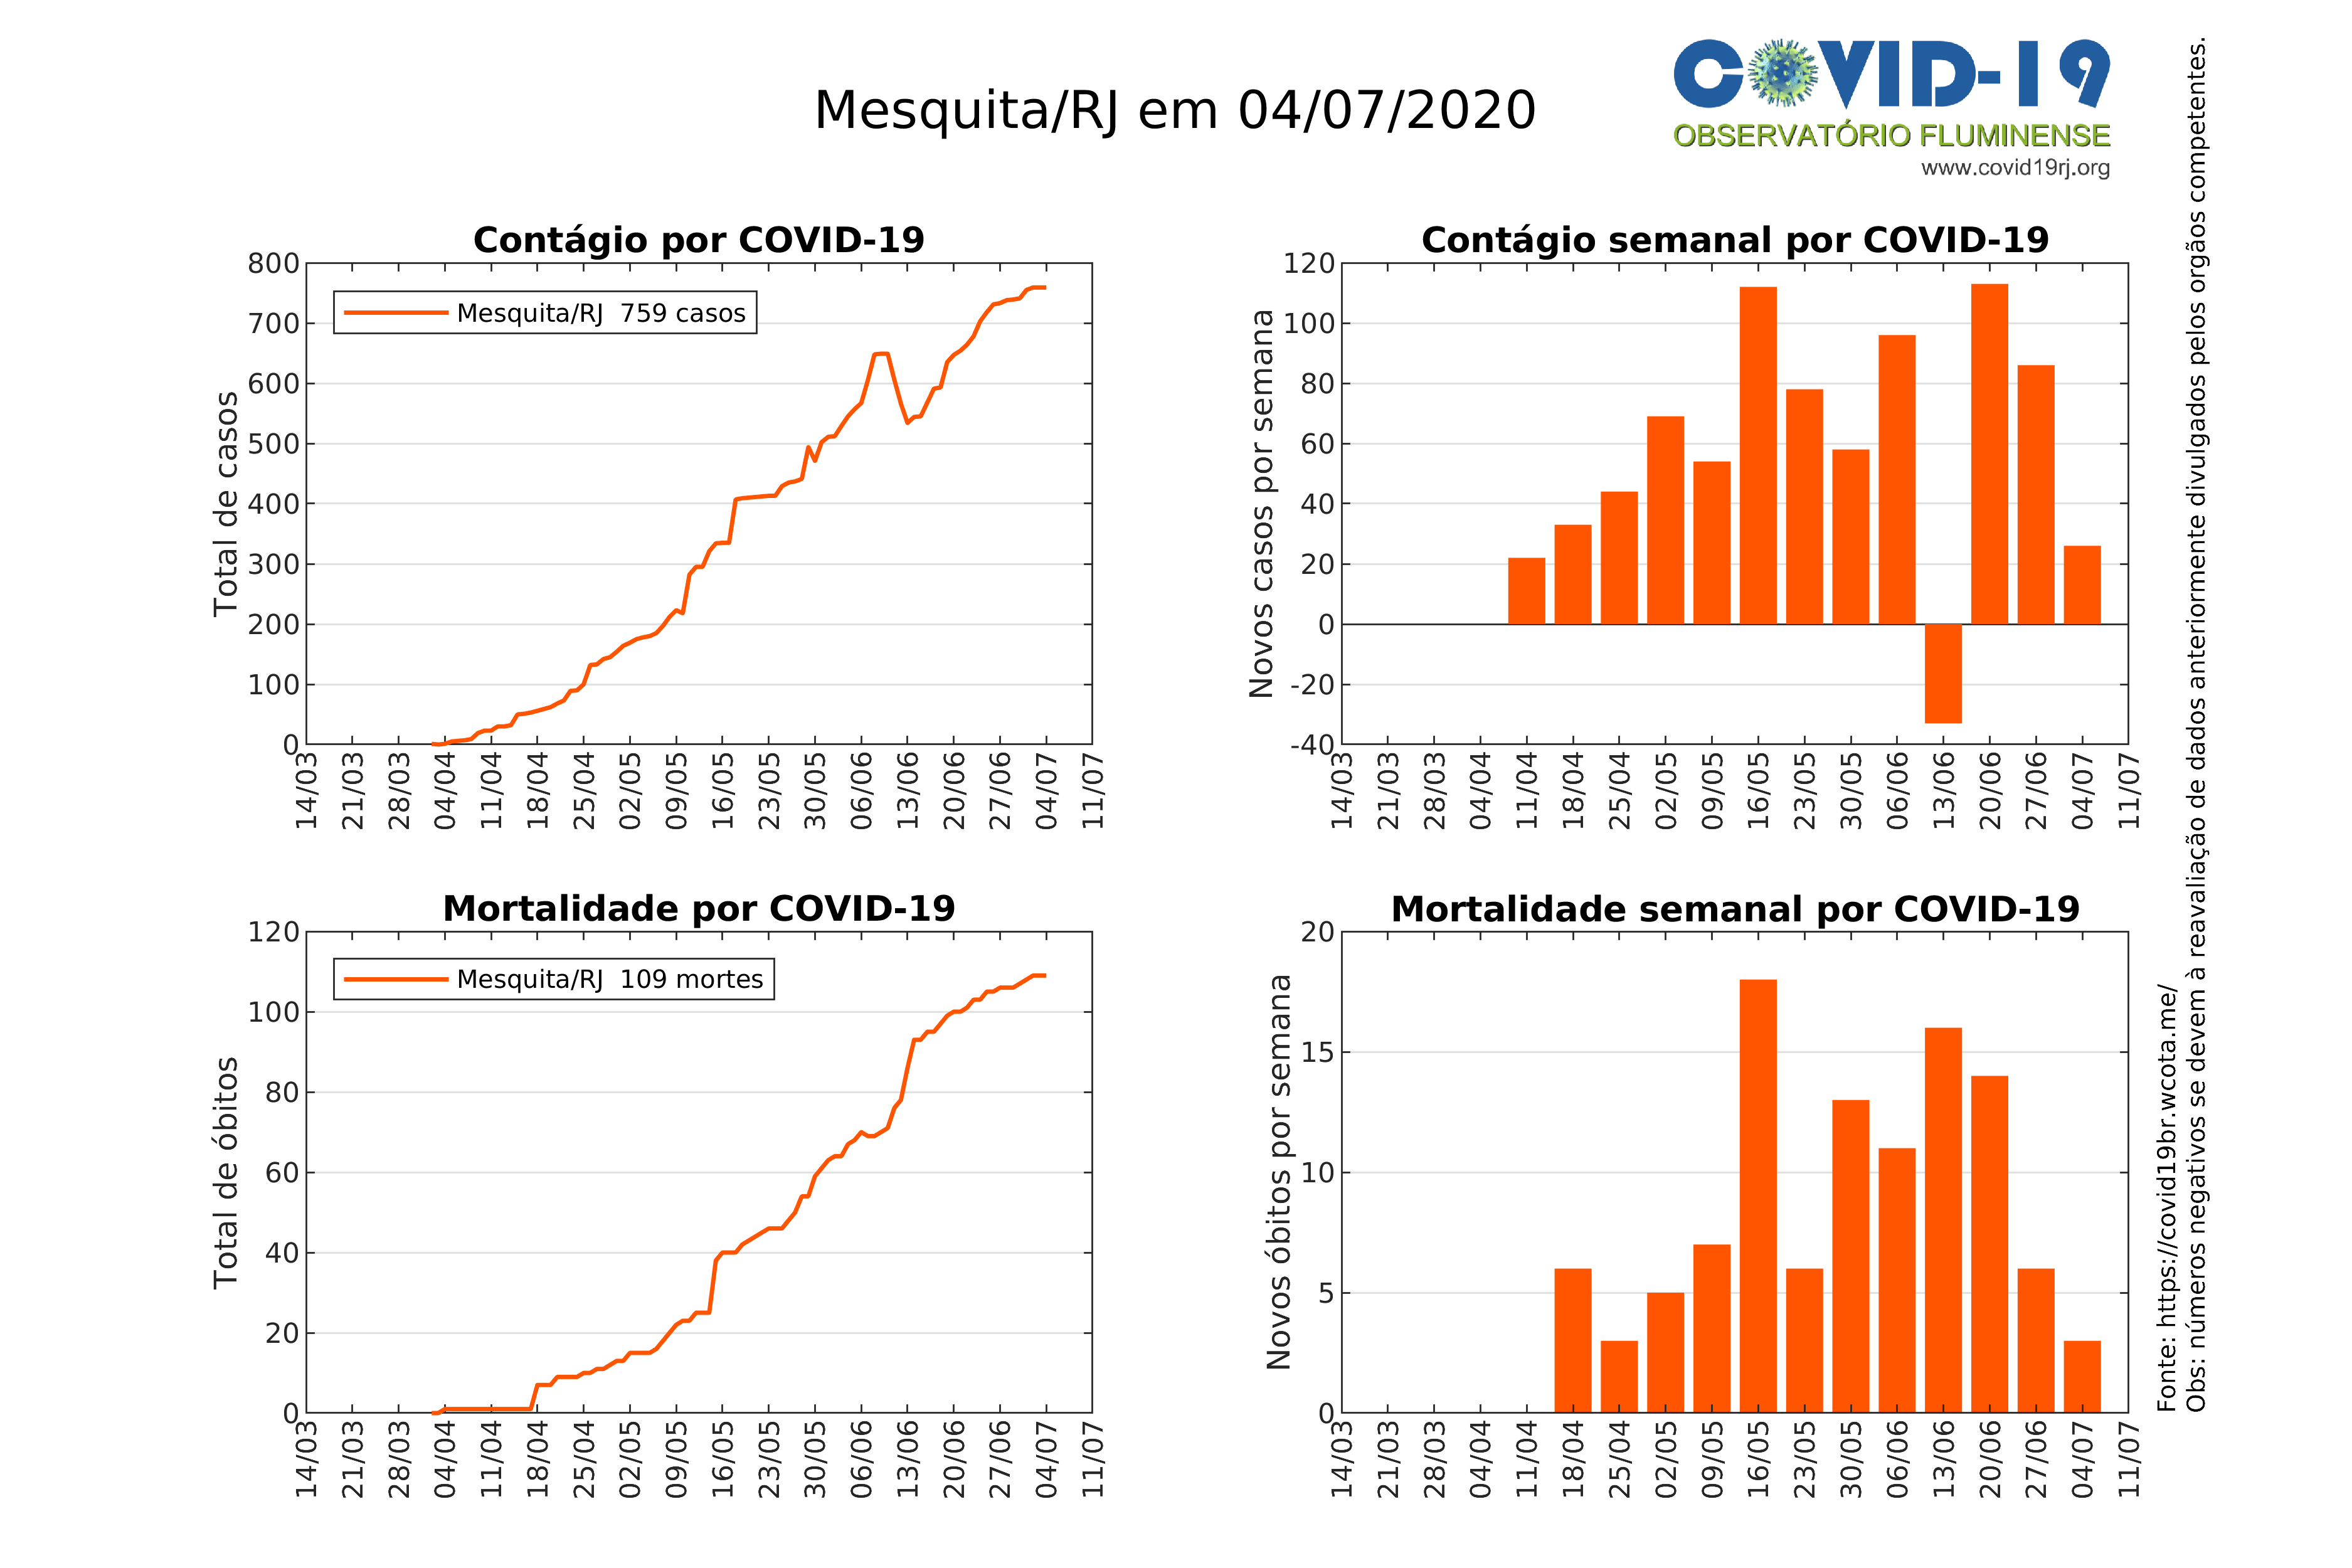 Mesquita/RJ em 04/07/2020
COVID-19
OBSERVATÓRIO FLUMINENSE
www.covid19rj.org
Contágio por COVID-19
Total de casos
800
700
600
500
400
300
200
100
0
Mesquita/RJ 759 casos
14/03 21/03 28/03 04/04 11/04 18/04 25/04 02/05 09/05 16/05 23/05 30/05 06/06 13/06 20/06 27/06 04/07 11/07
Contágio semanal por COVID-19
Novos casos por semana
120
100
80
60
40
20
0
-20
-40
14/03 21/03 28/03 04/04 11/04 18/04 25/04 02/05 09/05 16/05 23/05 30/05 06/06 13/06 20/06 27/06 04/07 11/07
Mortalidade por COVID-19
Total de óbitos
120
100
80
60
40
20
0
Mesquita/RJ 109 mortes
14/03 21/03 28/03 04/04 11/04 18/04 25/04 02/05 09/05 16/05 23/05 30/05 06/06 13/06 20/06 27/06 04/07 11/07
Mortalidade semanal por COVID-19
Novos óbitos por semana
20
15
10
5
0
14/03 21/03 28/03 04/04 11/04 18/04 25/04 02/05 09/05 16/05 23/05 30/05 06/06 13/06 20/06 27/06 04/07 11/07
Fonte: https://covid19br.wcota.me/
Obs: números negativos se devem à reavaliação de dados anteriormente divulgados pelos orgãos competentes.